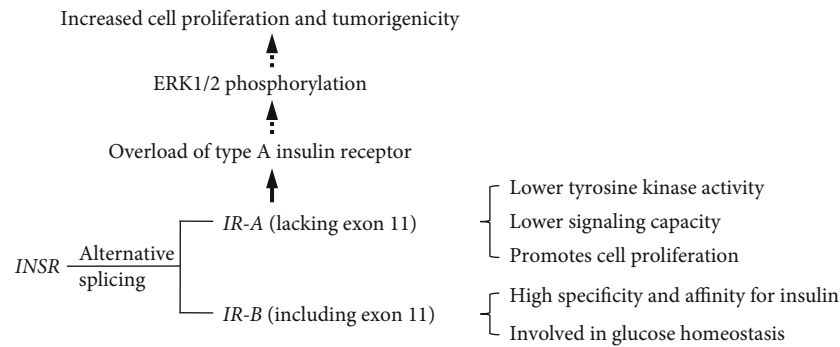 Increased cell proliferation and tumorigenicity
ERK1/2 phosphorylation
Overload of type A insulin receptor
Lower tyrosine kinase activity
IR-A (lacking exon 11)
Lower signaling capacity
Promotes cell proliferation
INSR
Alternative
splicing
High specificity and affinity for insulin
IR-B (including exon 11)
Involved in glucose homeostasis